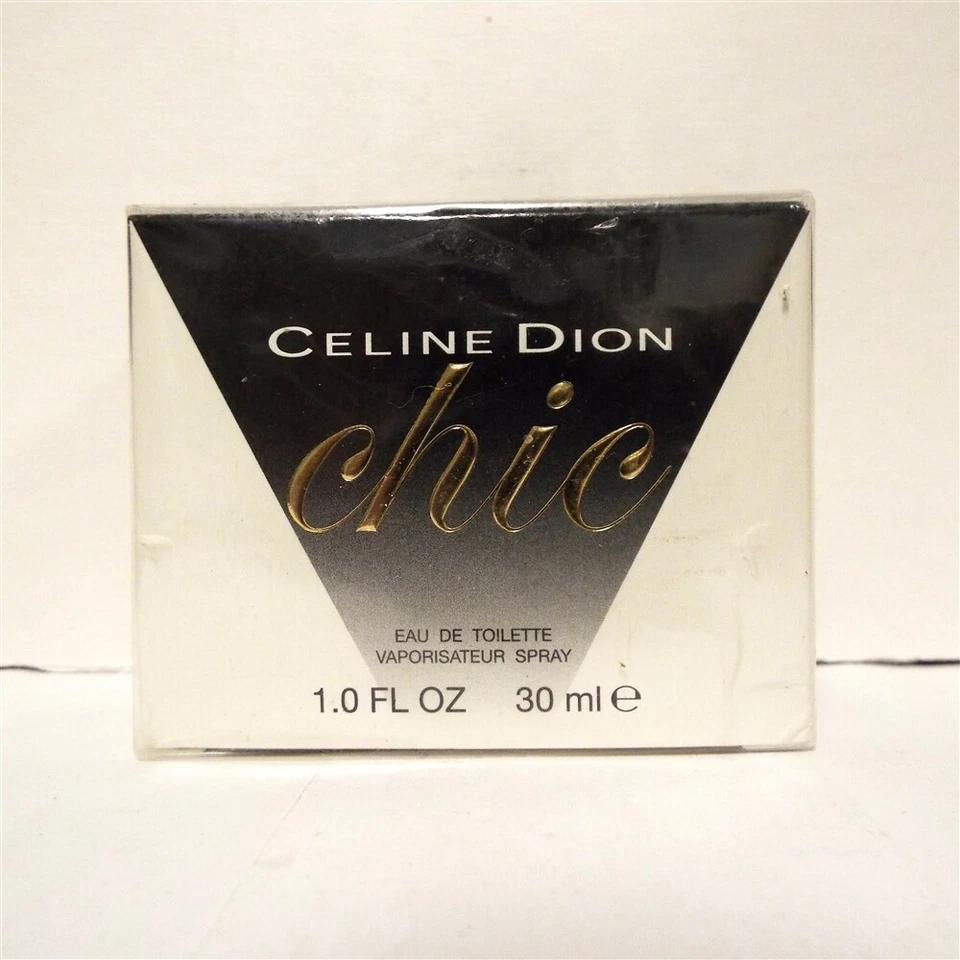 CELINE DION
chic
EAU DE TOILETTE
VAPORISATEUR SPRAY
1.0 FL OZ 30 ml ℮